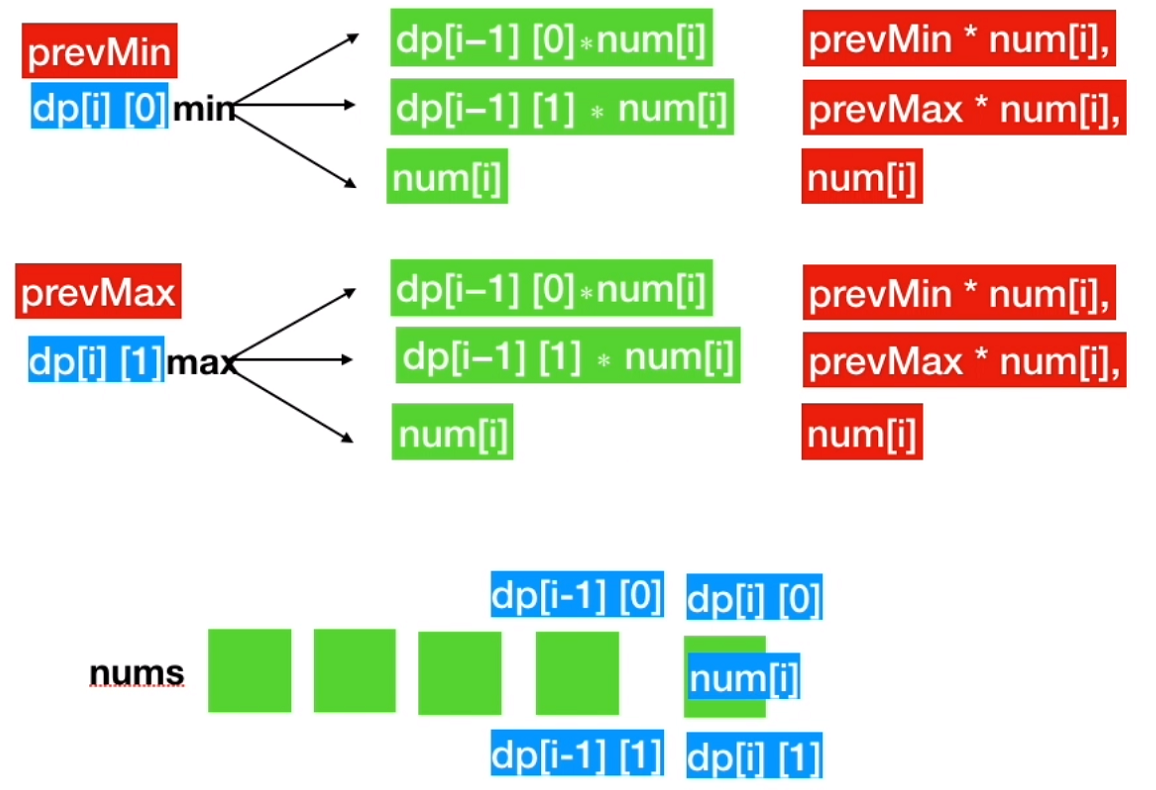 prevMin
dp[i] [0] min
dp[i–1] [0]*num[i]
prevMin * num[i],
dp[i–1] [1] * num[i]
prevMax * num[i],
num[i]
num[i]
prevMax
dp[i] [1] max
dp[i–1] [0]*num[i]
prevMin * num[i],
dp[i–1] [1] * num[i]
prevMax * num[i],
num[i]
num[i]
dp[i-1] [0]
dp[i] [0]
nums
num[i]
dp[i-1] [1]
dp[i] [1]